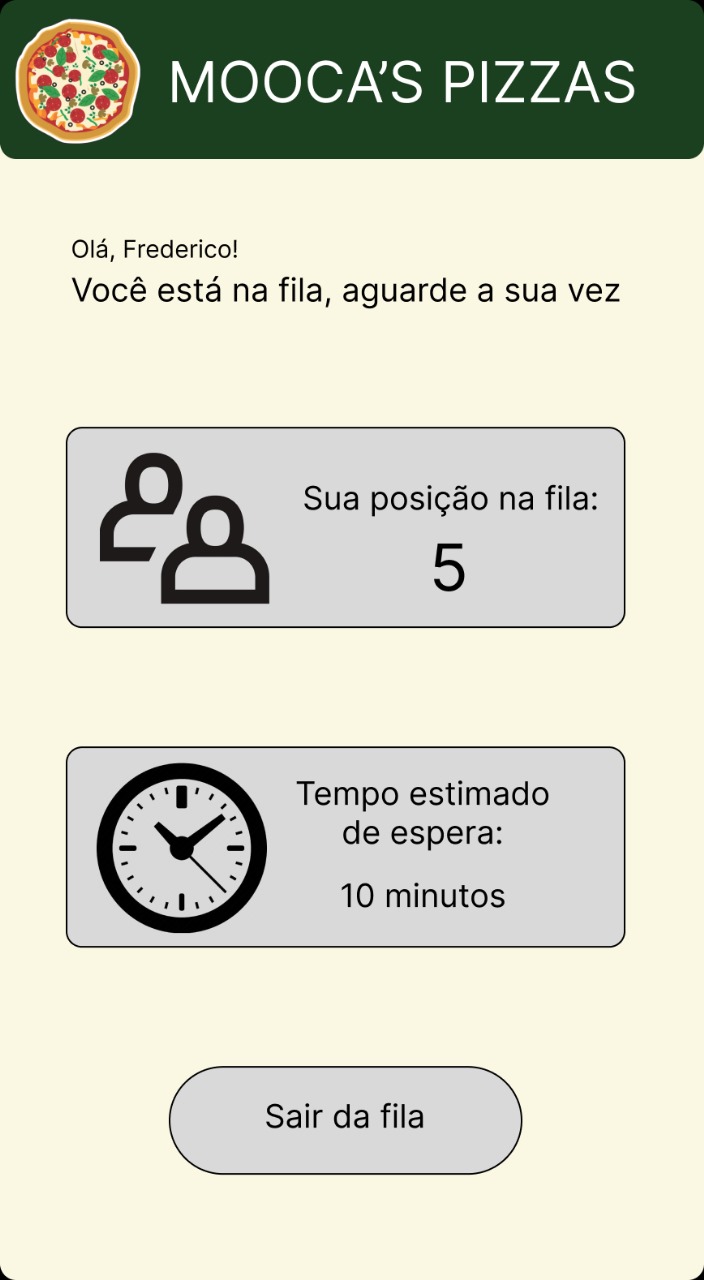 MOOCA’S PIZZAS
Olá, Frederico!
Você está na fila, aguarde a sua vez
Sua posição na fila:
5
Tempo estimado
de espera:
10 minutos
Sair da fila